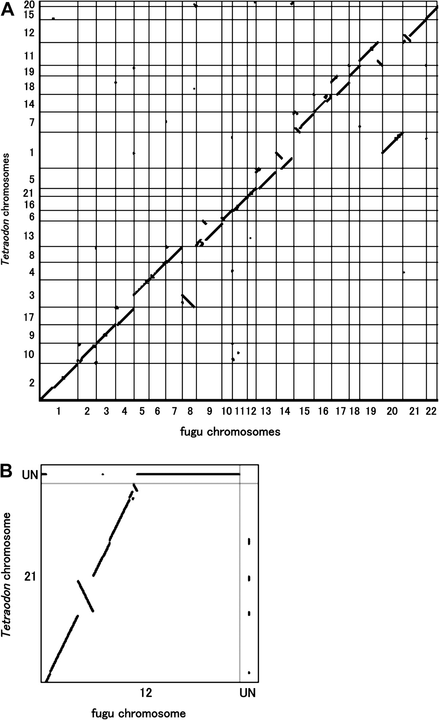 A
20
15
12
11
19
18
14
7
1
5
21
16
6
13
8
4
3
17
9
10
2
Tetraodon chromosomes
1 2 3 4 5 6 7 8 9 10 11 12 13 14 15 16 17 18 19 20 21 22
fugu chromosomes
B
UN
21
Tetraodon chromosome
12 UN
fugu chromosome